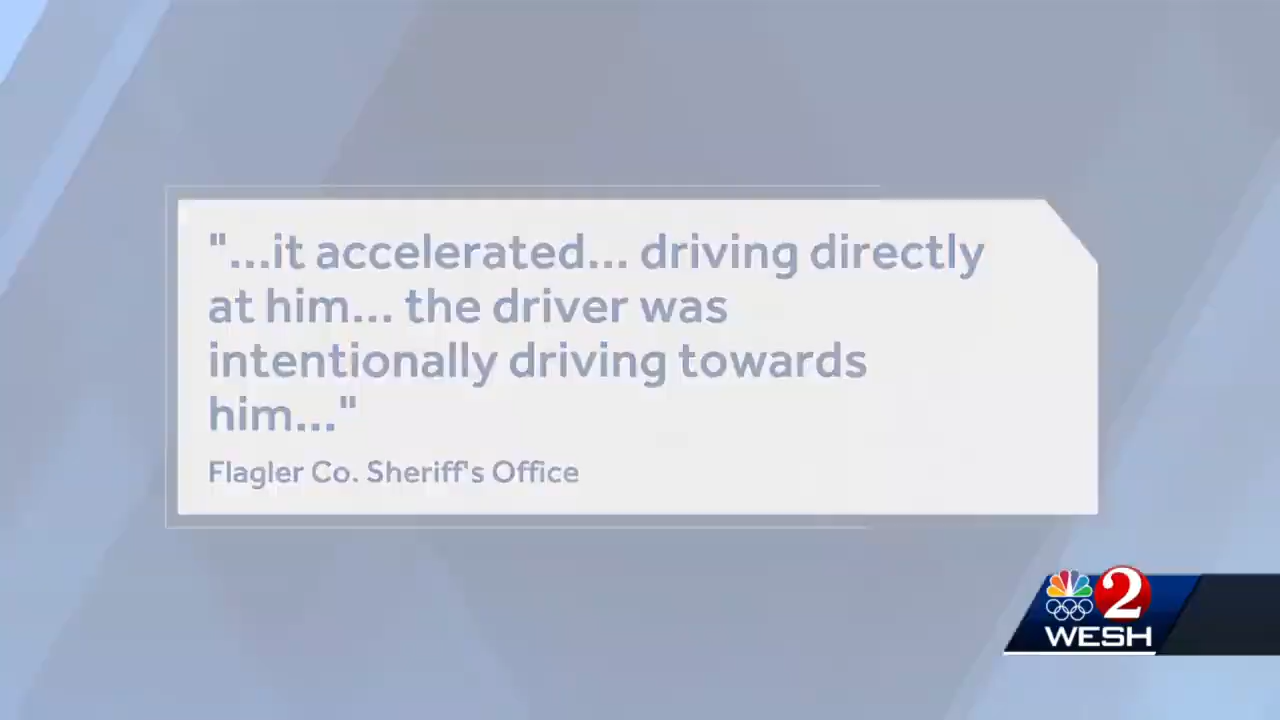 "...it accelerated... driving directly
at him... the driver was
intentionally driving towards
him..."
Flagler Co. Sheriff's Office
2
WESH